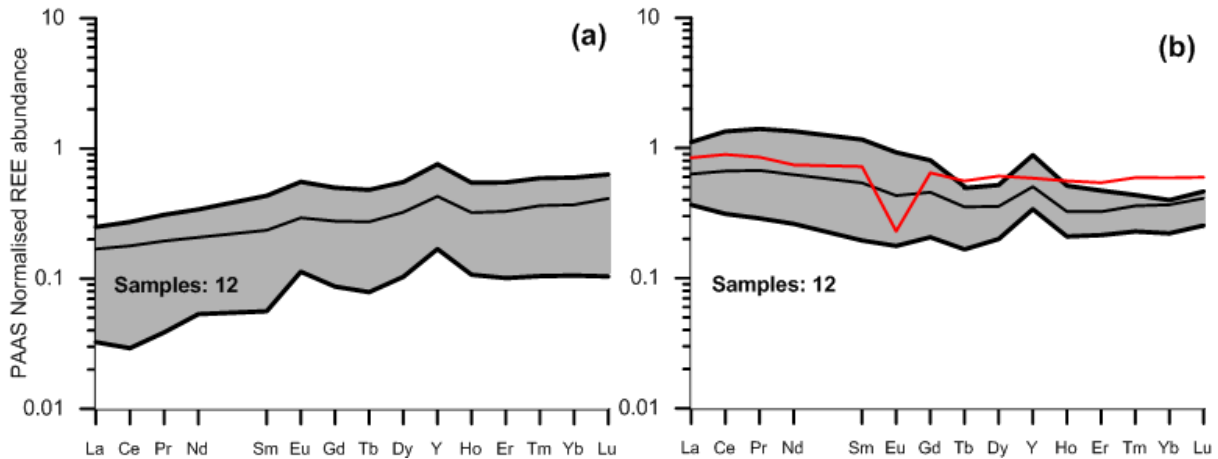 PAAS Normalised REE abundance
10
1
0.1
0.01
(a)
Samples: 12
La Ce Pr Nd Sm Eu Gd Tb Dy Y Ho Er Tm Yb Lu
10
1
0.1
0.01
(b)
Samples: 12
La Ce Pr Nd Sm Eu Gd Tb Dy Y Ho Er Tm Yb Lu